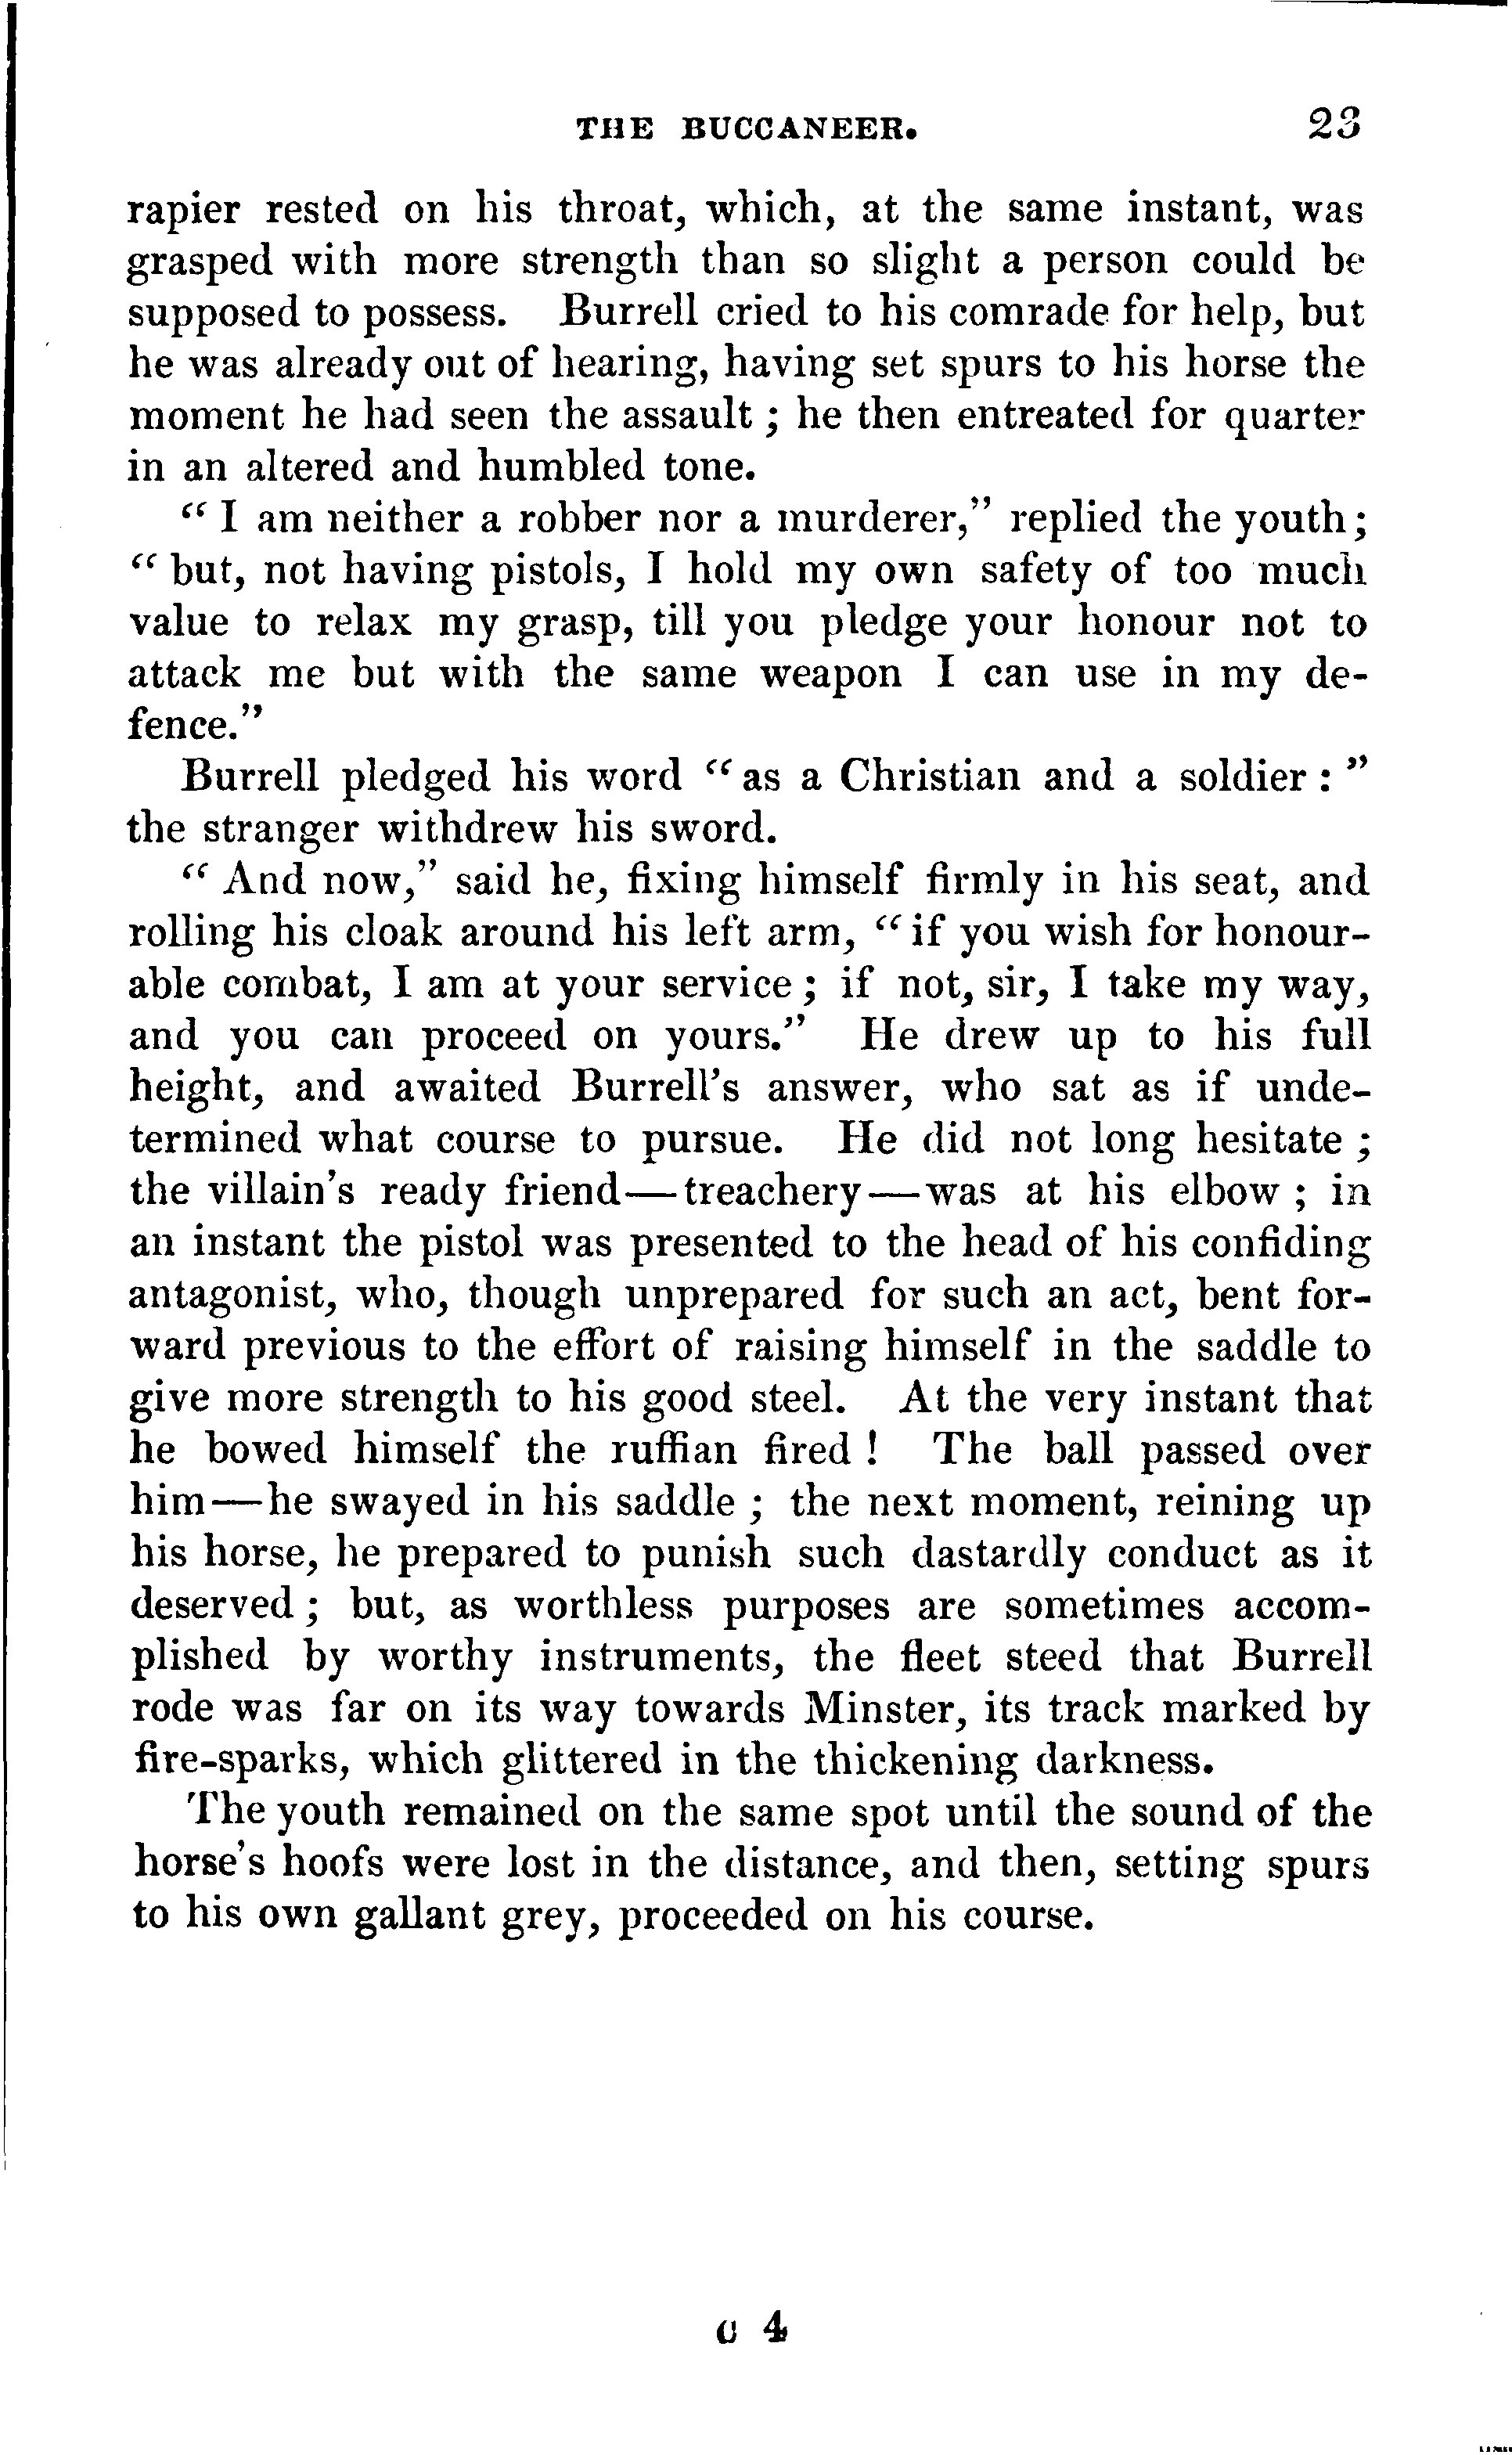 THE BUCCANEER. 23
rapier rested on his throat, which, at the same instant, was
grasped with more strength than so slight a person could be
supposed to possess. Burrell cried to his comrade for help, but
he was already out of hearing, having set spurs to his horse the
moment he had seen the assault ; he then entreated for quarter
in an altered and humbled tone.
“ I am neither a robber nor a murderer,” replied the youth;
“ but, not having pistols, I hold my own safety of too much
value to relax my grasp, till you pledge your honour not to
attack me but with the same weapon I can use in my de-
fence.”
Burrell pledged his word “ as a Christian and a soldier : ”
the stranger withdrew his sword.
“ And now,” said he, fixing himself firmly in his seat, and
rolling his cloak around his left arm, “ if you wish for honour-
able combat, I am at your service ; if not, sir, I take my way,
and you can proceed on yours.” He drew up to his full
height, and awaited Burrell’s answer, who sat as if unde-
termined what course to pursue. He did not long hesitate ;
the villain’s ready friend—treachery—was at his elbow ; in
an instant the pistol was presented to the head of his confiding
antagonist, who, though unprepared for such an act, bent for-
ward previous to the effort of raising himself in the saddle to
give more strength to his good steel. At the very instant that
he bowed himself the ruffian fired ! The ball passed over
him—he swayed in his saddle ; the next moment, reining up
his horse, he prepared to punish such dastardly conduct as it
deserved ; but, as worthless purposes are sometimes accom-
plished by worthy instruments, the fleet steed that Burrell
rode was far on its way towards Minster, its track marked by
fire-sparks, which glittered in the thickening darkness.
The youth remained on the same spot until the sound of the
horse’s hoofs were lost in the distance, and then, setting spurs
to his own gallant grey, proceeded on his course.
C 4